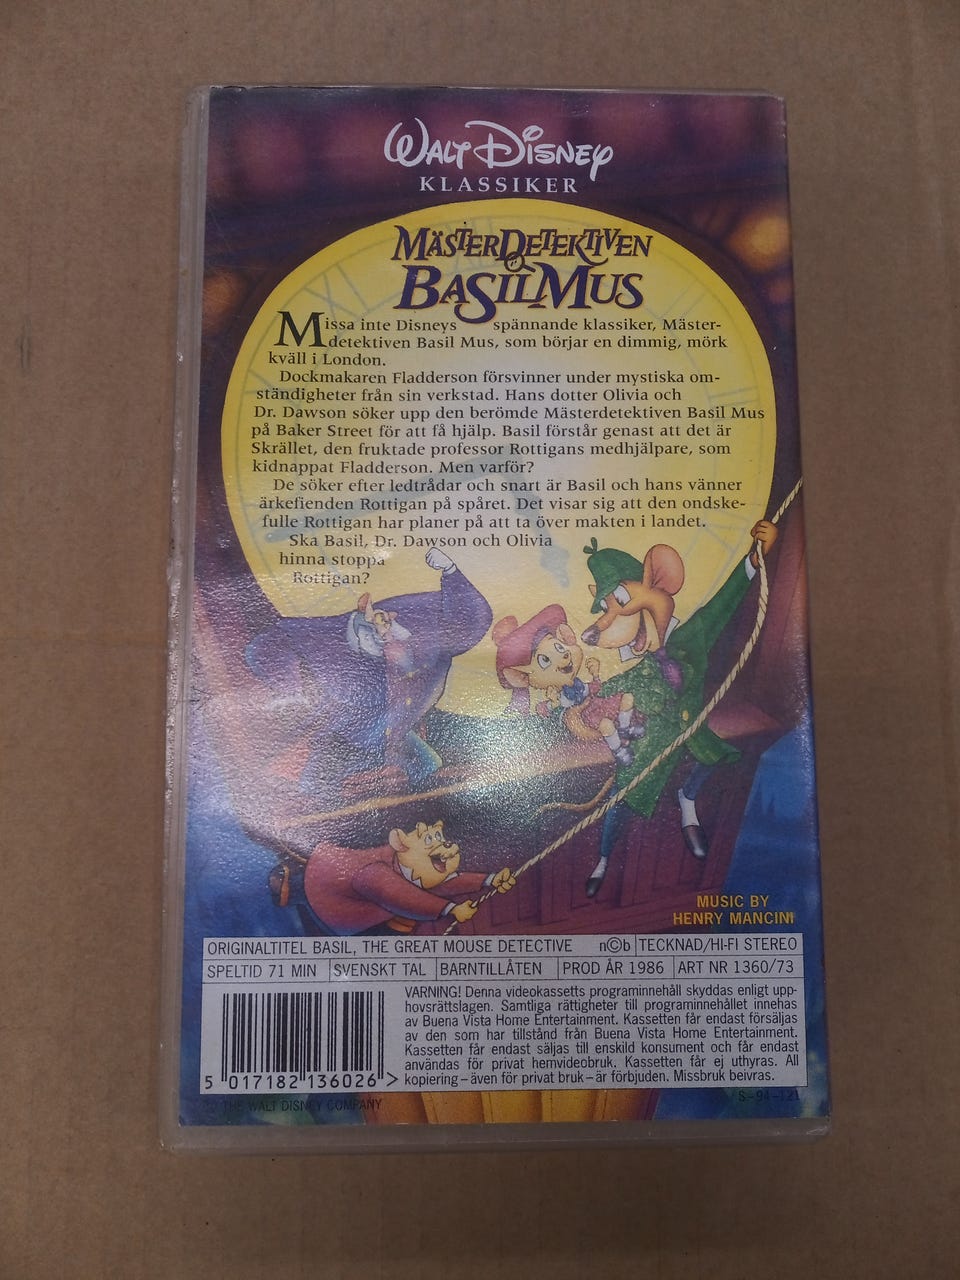 WALT DISNEY
KLASSIKER
MÄSTERDETEKTIVEN
BASIL MUS
Missa inte Disneys spännande klassiker, Mäster-
detektiven Basil Mus, som börjar en dimmig, mörk
kväll i London.
Dockmakaren Fladderson försvinner under mystiska om-
ständigheter från sin verkstad. Hans dotter Olivia och
Dr. Dawson söker upp den berömde Mästerdetektiven Basil Mus
på Baker Street för att få hjälp. Basil förstår genast att det är
Skrället, den fruktade professor Rottigans medhjälpare, som
kidnappat Fladderson. Men varför?
De söker efter ledtrådar och snart är Basil och hans vänner
ärkefienden Rottigan på spåret. Det visar sig att den ondske-
fulle Rottigan har planer på att ta över makten i landet.
Ska Basil, Dr. Dawson och Olivia
hinna stoppa
Rottigan?
MUSIC BY
HENRY MANCINI
ORIGINALTITEL BASIL, THE GREAT MOUSE DETECTIVE n©b TECKNAD/HI-FI STEREO
SPELTID 71 MIN SVENSKT TAL BARNTILLÅTEN PROD ÅR 1986 ART NR 1360/73
VARNING! Denna videokassetts programinnehåll skyddas enligt upp-
hovsrättslagen. Samtliga rättigheter till programinnehållet innehas
av Buena Vista Home Entertainment. Kassetten får endast försäljas
av den som har tillstånd från Buena Vista Home Entertainment.
Kassetten får endast säljas till enskild konsument och får endast
användas för privat hemvideobruk. Kassetten får ej uthyras. All
kopiering – även för privat bruk – är förbjuden. Missbruk beivras.
5 017182 136026 >
© THE WALT DISNEY COMPANY
S-94-121